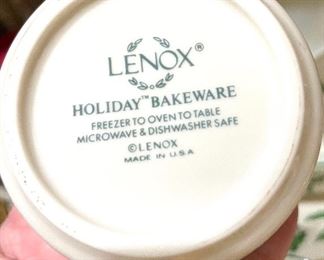 LENOX®
HOLIDAY™ BAKEWARE
FREEZER TO OVEN TO TABLE
MICROWAVE & DISHWASHER SAFE
©LENOX
MADE IN U.S.A